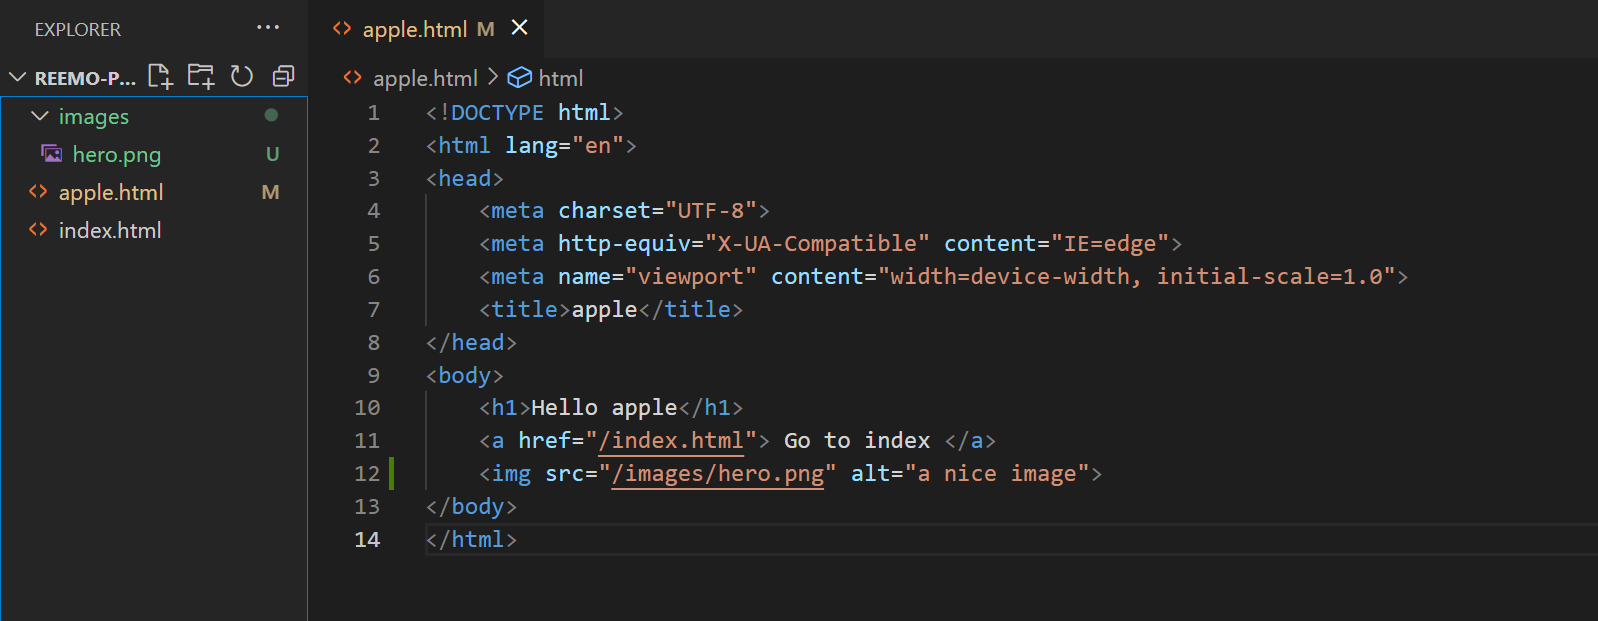 EXPLORER
REEMO-P...
images
hero.png U
apple.html M
index.html
apple.html M
apple.html > html
1 <!DOCTYPE html>
2 <html lang="en">
3 <head>
4     <meta charset="UTF-8">
5     <meta http-equiv="X-UA-Compatible" content="IE=edge">
6     <meta name="viewport" content="width=device-width, initial-scale=1.0">
7     <title>apple</title>
8 </head>
9 <body>
10     <h1>Hello apple</h1>
11     <a href="/index.html"> Go to index </a>
12     <img src="/images/hero.png" alt="a nice image">
13 </body>
14 </html>